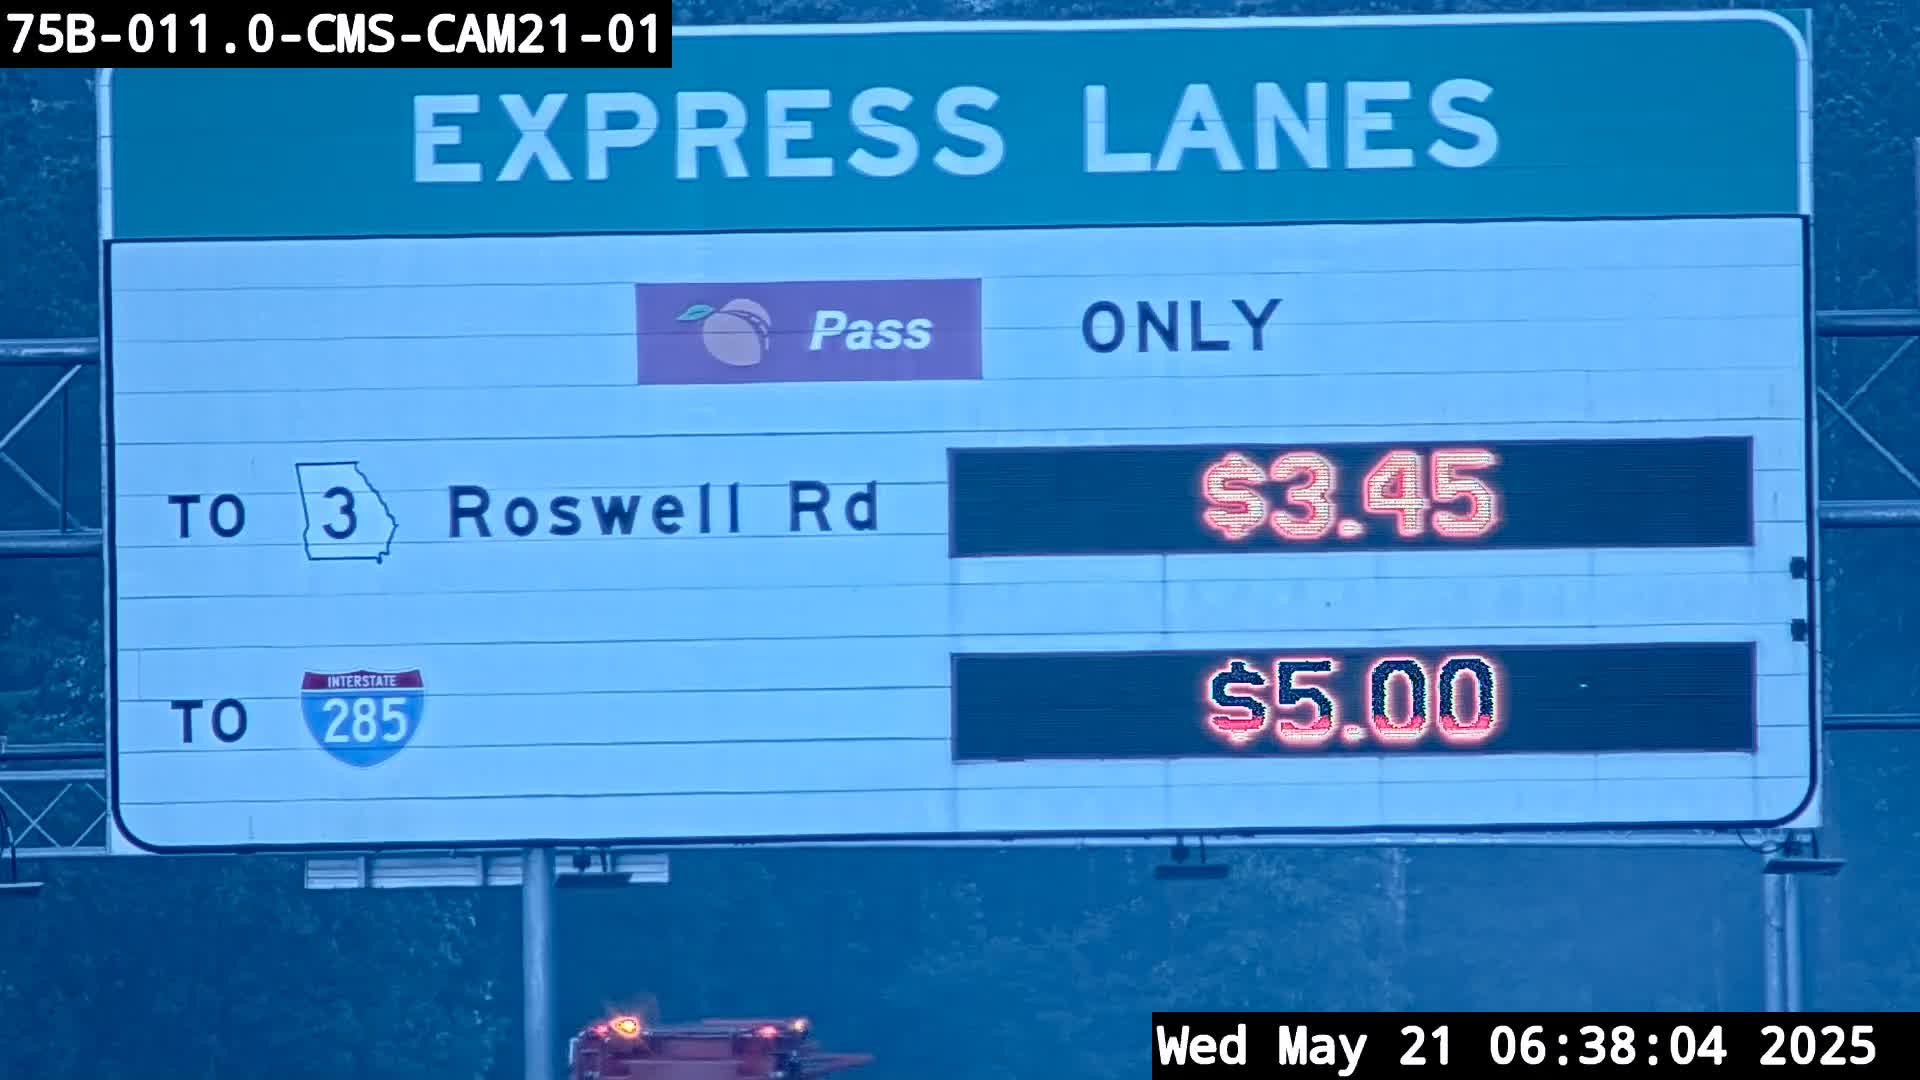 75B-011.0-CMS-CAM21-01
EXPRESS LANES
Pass ONLY
TO 3 Roswell Rd $3.45
INTERSTATE
TO 285 $5.00
Wed May 21 06:38:04 2025